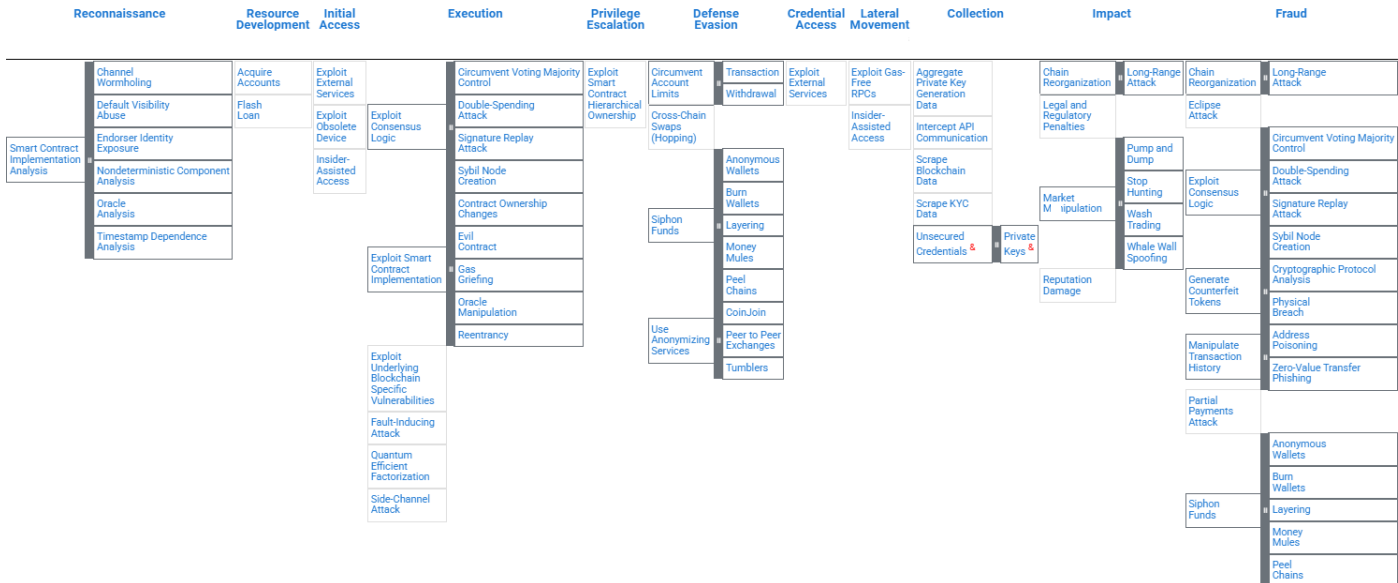 Reconnaissance
Resource
Development
Initial
Access
Execution
Privilege
Escalation
Defense
Evasion
Credential
Access
Lateral
Movement
Collection
Impact
Fraud
Smart Contract
Implementation
Analysis
Channel
Wormholing
Default Visibility
Abuse
Endorser Identity
Exposure
Nondeterministic Component
Analysis
Oracle
Analysis
Timestamp Dependence
Analysis
Acquire
Accounts
Flash
Loan
Exploit
External
Services
Exploit
Obsolete
Device
Insider-
Assisted
Access
Exploit
Consensus
Logic
Circumvent Voting Majority
Control
Double-Spending
Attack
Signature Replay
Attack
Sybil Node
Creation
Exploit Smart
Contract
Implementation
Contract Ownership
Changes
Evil
Contract
Gas
Griefing
Oracle
Manipulation
Reentrancy
Exploit
Underlying
Blockchain
Specific
Vulnerabilities
Fault-Inducing
Attack
Quantum
Efficient
Factorization
Side-Channel
Attack
Exploit
Smart
Contract
Hierarchical
Ownership
Circumvent
Account
Limits
Transaction
Withdrawal
Cross-Chain
Swaps
(Hopping)
Siphon
Funds
Anonymous
Wallets
Burn
Wallets
Layering
Money
Mules
Peel
Chains
Use
Anonymizing
Services
CoinJoin
Peer to Peer
Exchanges
Tumblers
Exploit
External
Services
Exploit Gas-
Free
RPCs
Insider-
Assisted
Access
Aggregate
Private Key
Generation
Data
Intercept API
Communication
Scrape
Blockchain
Data
Scrape KYC
Data
Unsecured
Credentials &
Private
Keys &
Chain
Reorganization
Long-Range
Attack
Legal and
Regulatory
Penalties
Market
M ipulation
Pump and
Dump
Stop
Hunting
Wash
Trading
Whale Wall
Spoofing
Reputation
Damage
Chain
Reorganization
Long-Range
Attack
Eclipse
Attack
Exploit
Consensus
Logic
Circumvent Voting Majority
Control
Double-Spending
Attack
Signature Replay
Attack
Sybil Node
Creation
Generate
Counterfeit
Tokens
Cryptographic Protocol
Analysis
Physical
Breach
Manipulate
Transaction
History
Address
Poisoning
Zero-Value Transfer
Phishing
Partial
Payments
Attack
Siphon
Funds
Anonymous
Wallets
Burn
Wallets
Layering
Money
Mules
Peel
Chains